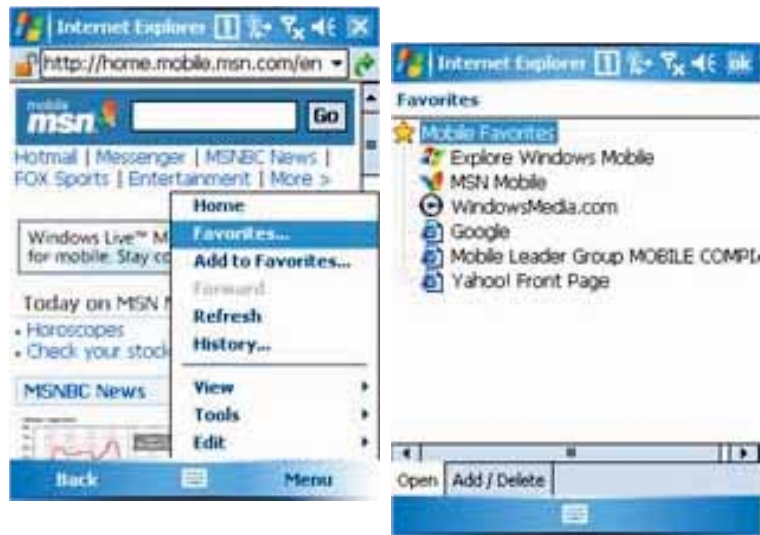 Internet Explorer
http://home.mobile.msn.com/en
mobile
msn
Go
Hotmail | Messenger | MSNBC News |
FOX Sports | Entertainment | More >
Windows Live™ M
for mobile. Stay co
Today on MSN M
Horoscopes
Check your stock
MSNBC News
Home
Favorites...
Add to Favorites...
Forward
Refresh
History...
View
Tools
Edit
Back
Menu
Internet Explorer
ok
Favorites
Mobile Favorites
Explore Windows Mobile
MSN Mobile
WindowsMedia.com
Google
Mobile Leader Group MOBILE COMPL
Yahoo! Front Page
Open
Add / Delete